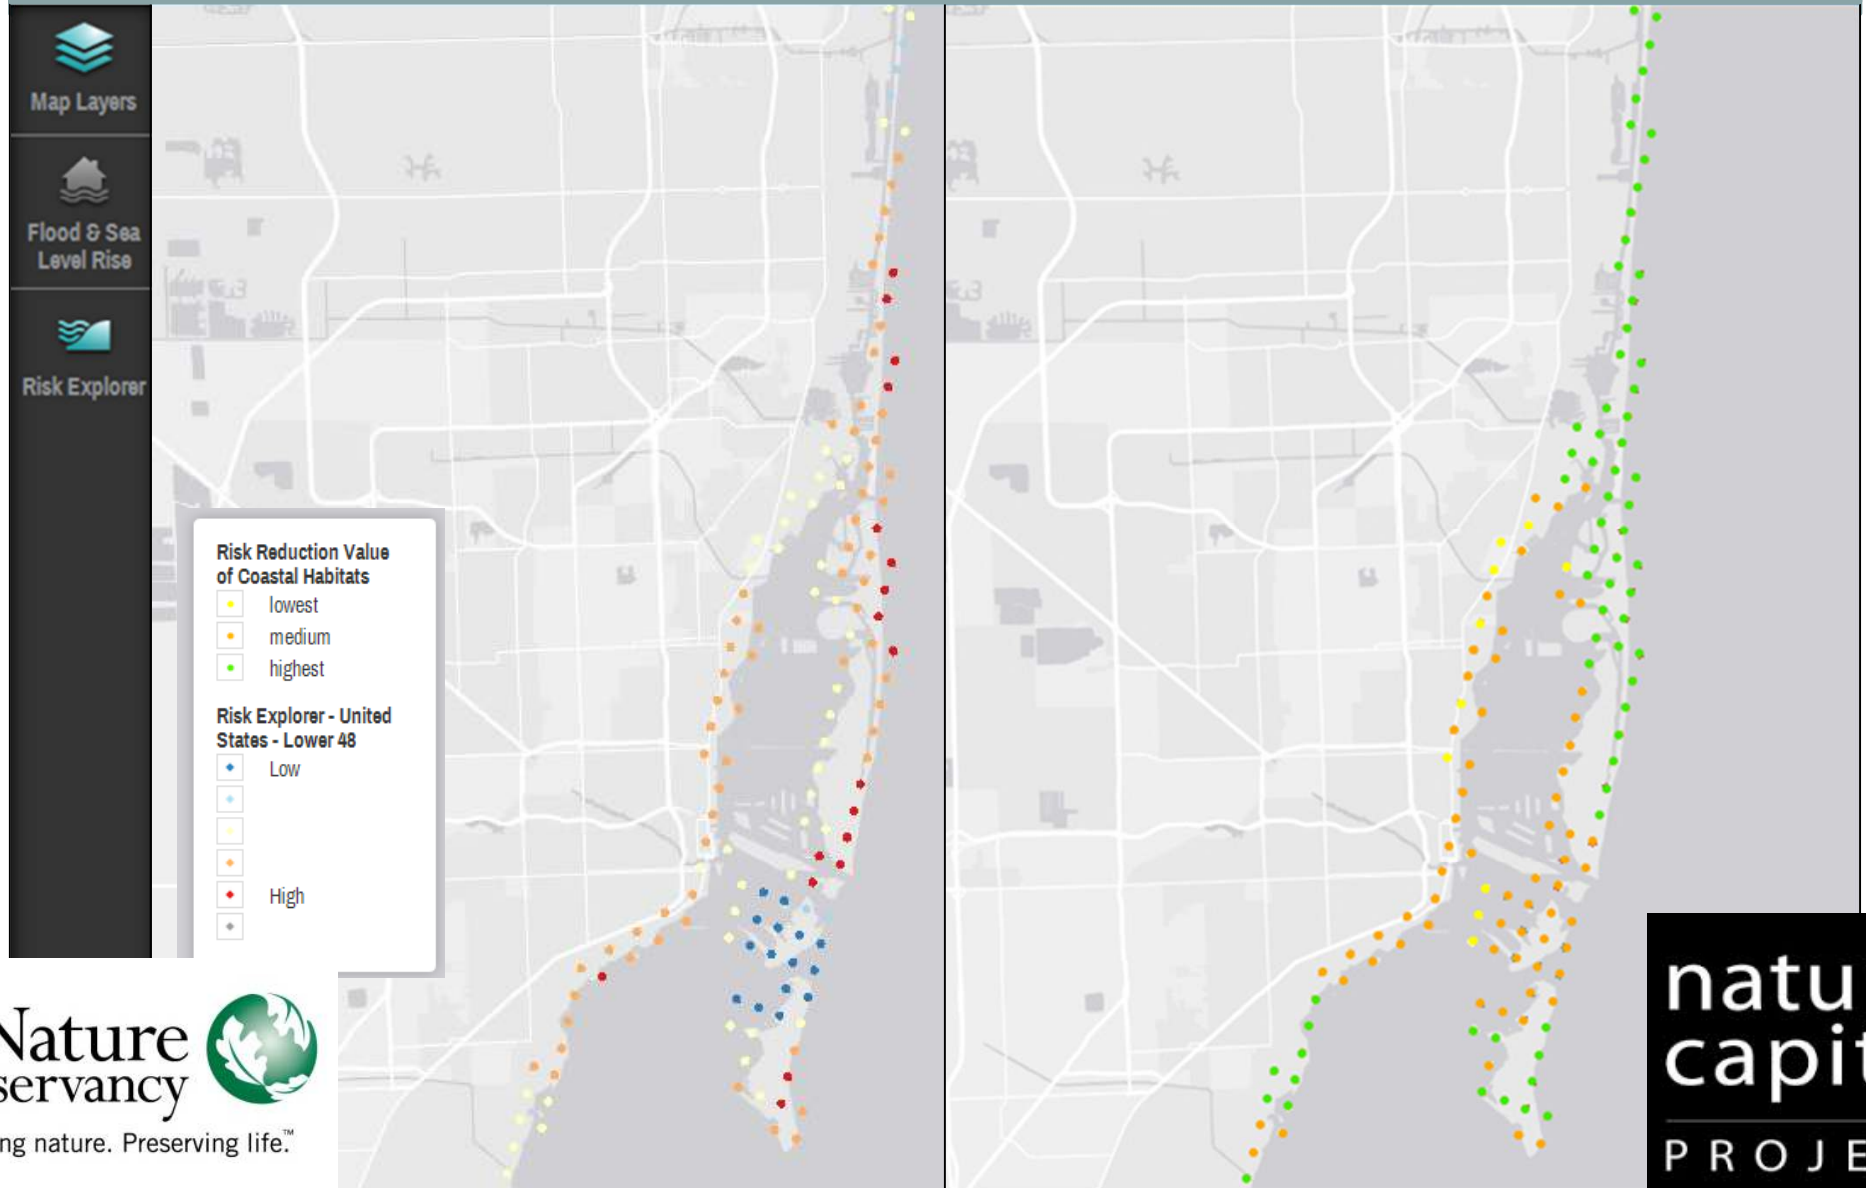 Map Layers
Flood & Sea
Level Rise
Risk Explorer
Risk Reduction Value
of Coastal Habitats
lowest
medium
highest
Risk Explorer - United
States - Lower 48
Low
High
Nature
servancy
ng nature. Preserving life.™
natu
capit
PROJE